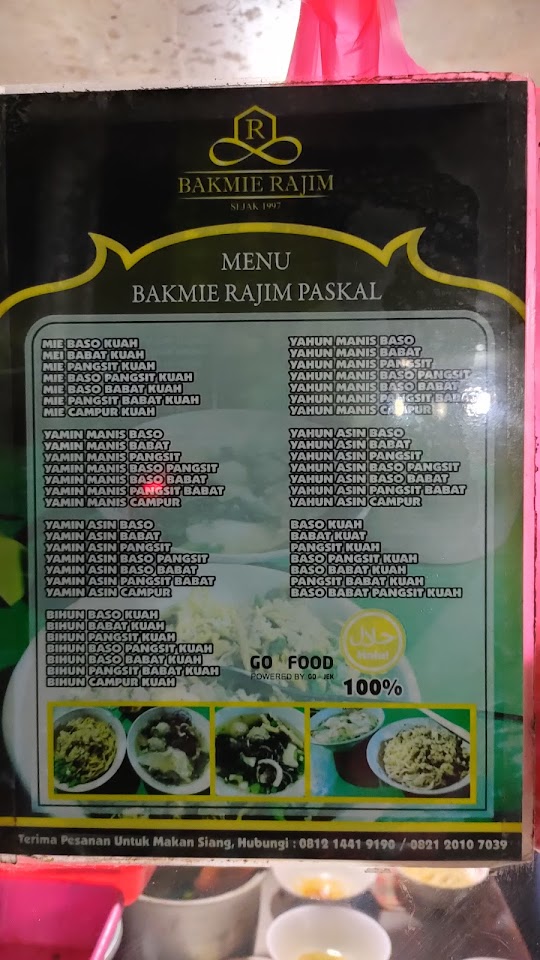 R
BAKMIE RAJIM
SEJAK 1997
MENU
BAKMIE RAJIM PASKAL
MIE BASO KUAH
MEI BABAT KUAH
MIE PANGSIT KUAH
MIE BASO PANGSIT KUAH
MIE BASO BABAT KUAH
MIE PANGSIT BABAT KUAH
MIE CAMPUR KUAH
YAMIN MANIS BASO
YAMIN MANIS BABAT
YAMIN MANIS PANGSIT
YAMIN MANIS BASO PANGSIT
YAMIN MANIS BASO BABAT
YAMIN MANIS PANGSIT BABAT
YAMIN MANIS CAMPUR
YAMIN ASIN BASO
YAMIN ASIN BABAT
YAMIN ASIN PANGSIT
YAMIN ASIN BASO PANGSIT
YAMIN ASIN BASO BABAT
YAMIN ASIN PANGSIT BABAT
YAMIN ASIN CAMPUR
BIHUN BASO KUAH
BIHUN BABAT KUAH
BIHUN PANGSIT KUAH
BIHUN BASO PANGSIT KUAH
BIHUN BASO BABAT KUAH
BIHUN PANGSIT BABAT KUAH
BIHUN CAMPUR KUAH
YAHUN MANIS BASO
YAHUN MANIS BABAT
YAHUN MANIS PANGSIT
YAHUN MANIS BASO PANGSIT
YAHUN MANIS BASO BABAT
YAHUN MANIS PANGSIT BABAT
YAHUN MANIS CAMPUR
YAHUN ASIN BASO
YAHUN ASIN BABAT
YAHUN ASIN PANGSIT
YAHUN ASIN BASO PANGSIT
YAHUN ASIN BASO BABAT
YAHUN ASIN PANGSIT BABAT
YAHUN ASIN CAMPUR
BASO KUAH
BABAT KUAT
PANGSIT KUAH
BASO PANGSIT KUAH
BASO BABAT KUAH
PANGSIT BABAT KUAH
BASO BABAT PANGSIT KUAH
GO FOOD
POWERED BY GO-JEK
حلال
Halal
100%
Terima Pesanan Untuk Makan Siang, Hubungi : 0812 1441 9190 / 0821 2010 7039